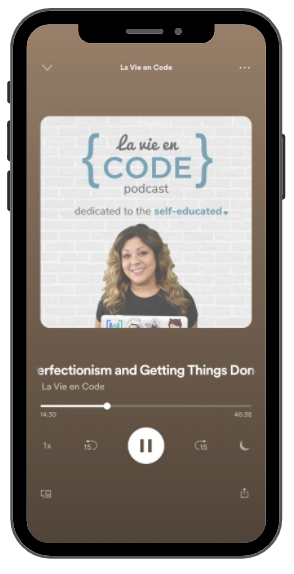 La Vie en Code
la vie en
{CODE}
podcast
dedicated to the self-educated.
erfectionism and Getting Things Don
La Vie en Code
14:30
46:38
1x
15
15